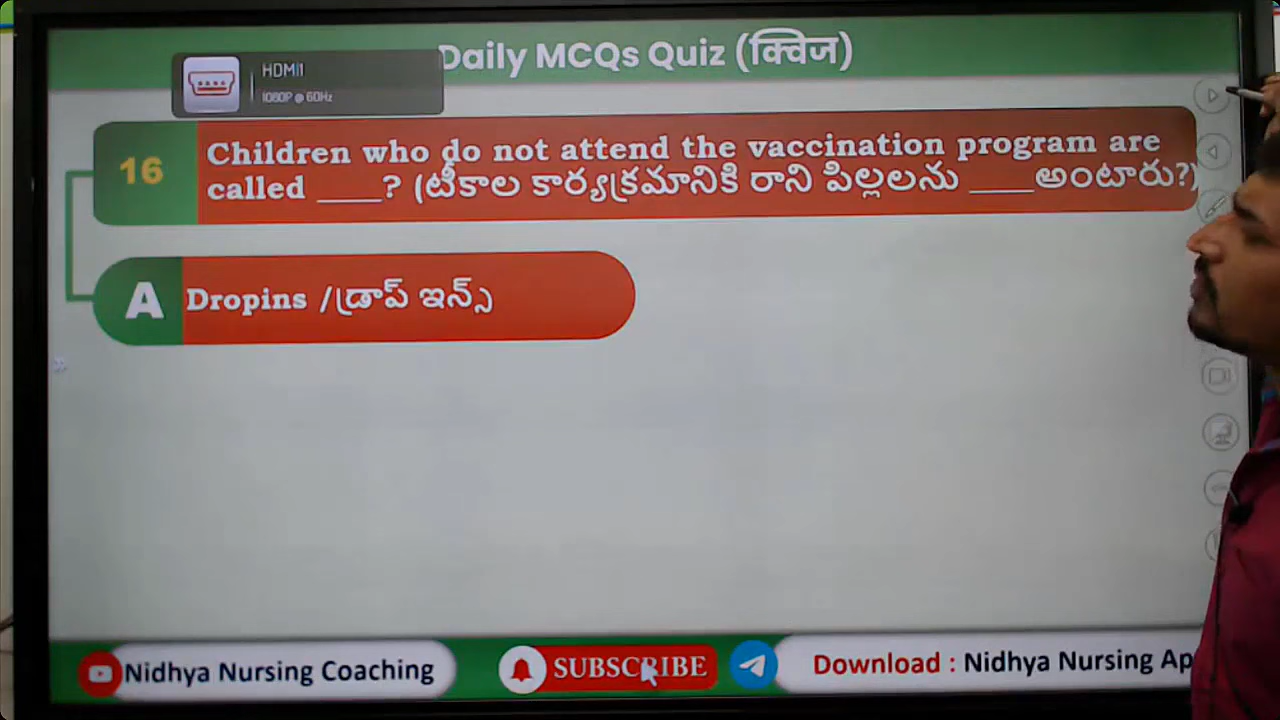 Daily MCQs Quiz (क्विज)
HDMI1
1080P @ 60Hz
16
Children who do not attend the vaccination program are
called ____? (టీకాల కార్యక్రమానికి రాని పిల్లలను ____అంటారు?)
A
Dropins /డ్రాప్ ఇన్స్
Nidhya Nursing Coaching
SUBSCRIBE
Download : Nidhya Nursing Ap